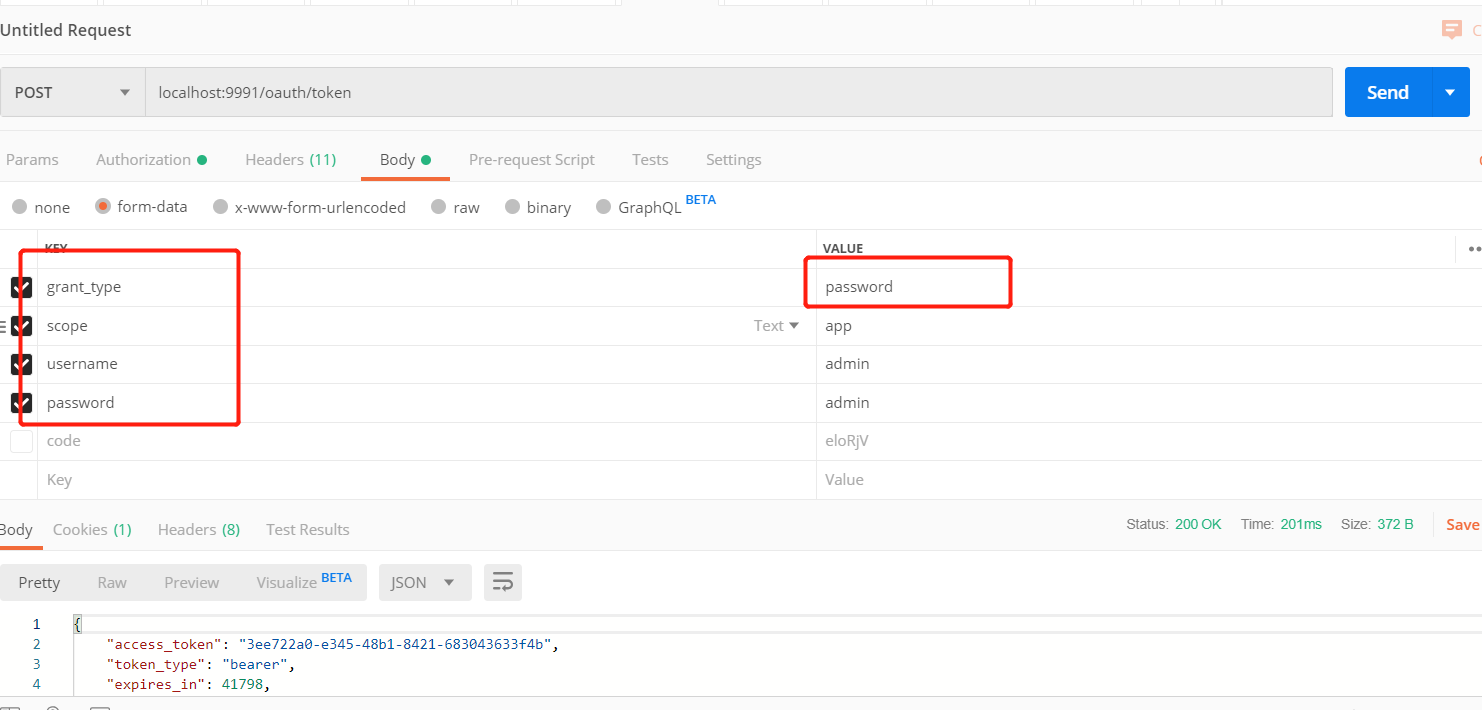 Untitled Request
POST localhost:9991/oauth/token Send
Params Authorization Headers (11) Body Pre-request Script Tests Settings
none form-data x-www-form-urlencoded raw binary GraphQL BETA
KEY VALUE
grant_type password
scope Text app
username admin
password admin
code eloRjV
Key Value
Body Cookies (1) Headers (8) Test Results Status: 200 OK Time: 201ms Size: 372 B Save
Pretty Raw Preview Visualize BETA JSON
1 {
2 "access_token": "3ee722a0-e345-48b1-8421-683043633f4b",
3 "token_type": "bearer",
4 "expires_in": 41798,